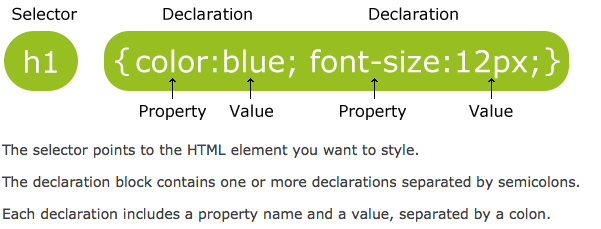 Selector Declaration Declaration
h1 {color:blue; font-size:12px;}
Property Value Property Value
The selector points to the HTML element you want to style.
The declaration block contains one or more declarations separated by semicolons.
Each declaration includes a property name and a value, separated by a colon.